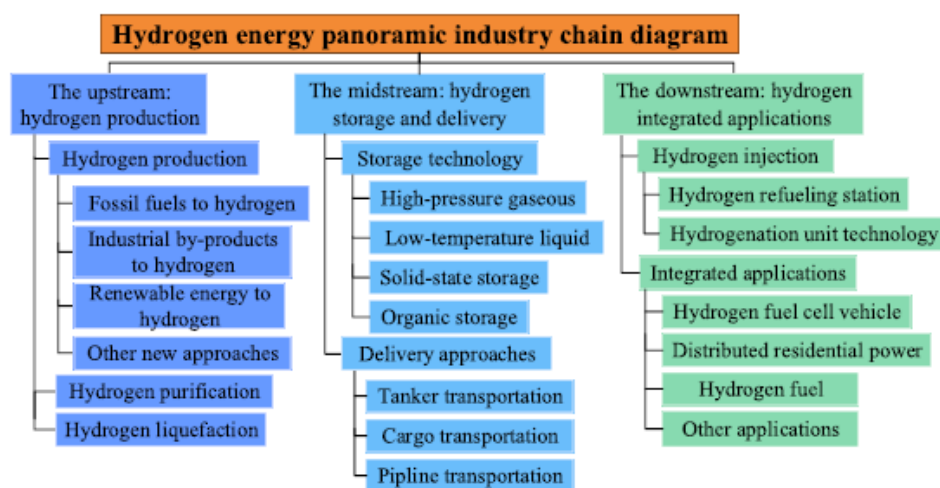 Hydrogen energy panoramic industry chain diagram
The upstream:
hydrogen production
Hydrogen production
Fossil fuels to hydrogen
Industrial by-products
to hydrogen
Renewable energy to
hydrogen
Other new approaches
Hydrogen purification
Hydrogen liquefaction
The midstream: hydrogen
storage and delivery
Storage technology
High-pressure gaseous
Low-temperature liquid
Solid-state storage
Organic storage
Delivery approaches
Tanker transportation
Cargo transportation
Pipline transportation
The downstream: hydrogen
integrated applications
Hydrogen injection
Hydrogen refueling station
Hydrogenation unit technology
Integrated applications
Hydrogen fuel cell vehicle
Distributed residential power
Hydrogen fuel
Other applications